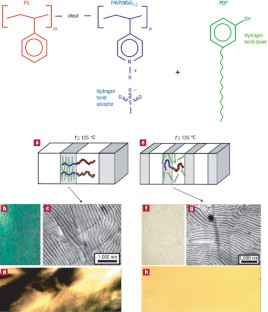 PS
P4VP(MSA)1.0
PDP
block
n
m
OH
Hydrogen
bond donor
N
H
+
+
O
S
O
O
−
Hydrogen
bond
acceptor
a
T≤ 125 °C
e
T≥ 125 °C
b
c
1,000 nm
f
g
1,000 nm
d
h